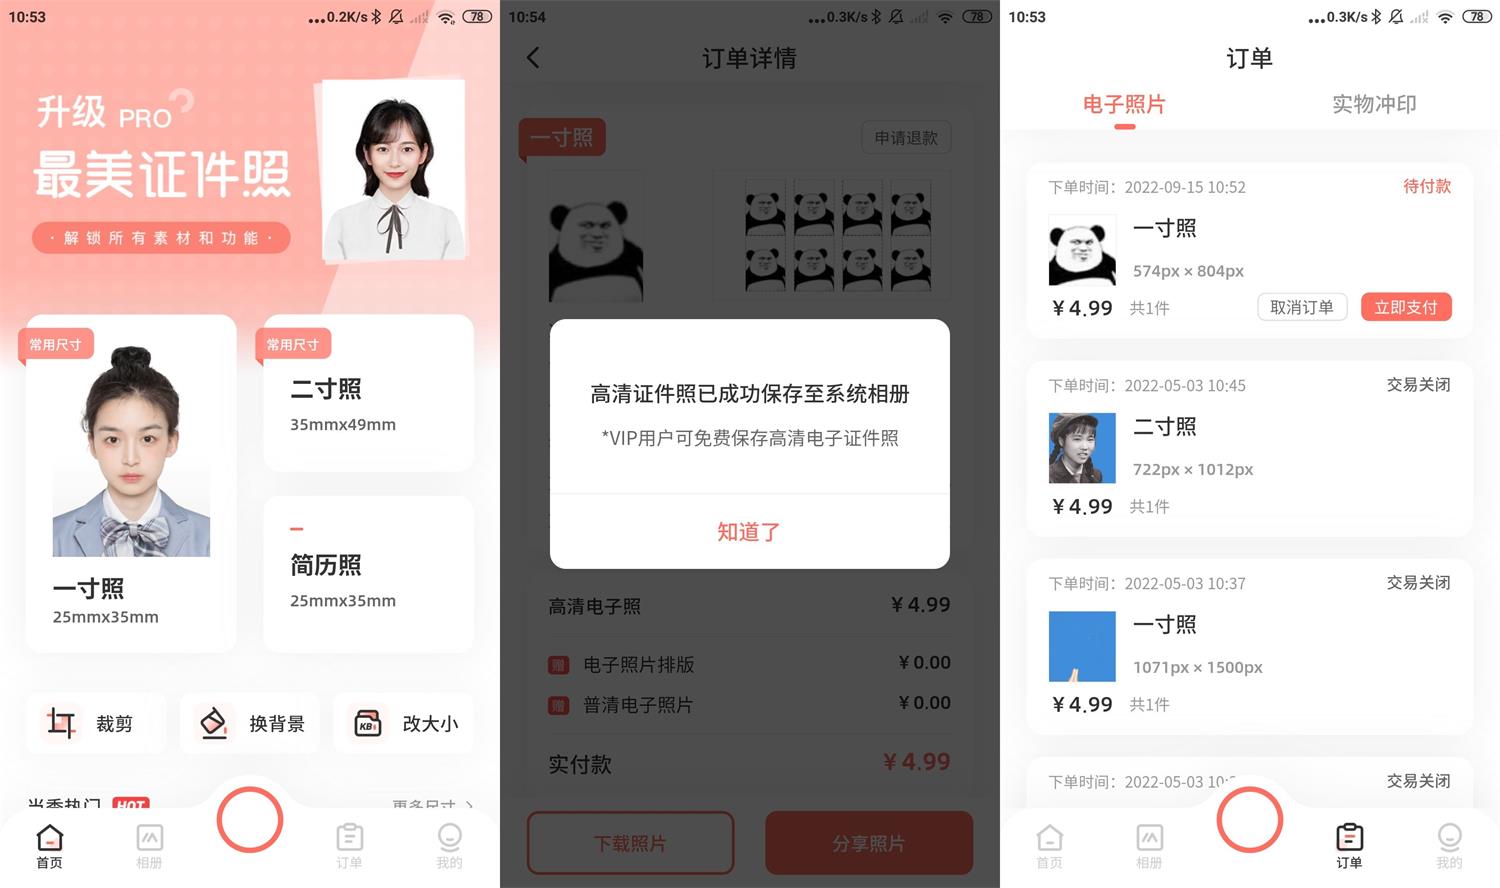 10:53
...0.2K/s
78
升级 PRO
最美证件照
· 解锁所有素材和功能 ·
常用尺寸
一寸照
25mmx35mm
常用尺寸
二寸照
35mmx49mm
简历照
25mmx35mm
裁剪
换背景
KB
改大小
当季热门 HOT
更多尺寸
首页
相册
订单
我的
10:54
...0.3K/s
78
订单详情
一寸照
申请退款
高清证件照已成功保存至系统相册
*VIP用户可免费保存高清电子证件照
知道了
高清电子照
¥4.99
赠 电子照片排版
¥0.00
赠 普清电子照片
¥0.00
实付款
¥4.99
下载照片
分享照片
10:53
...0.3K/s
78
订单
电子照片
实物冲印
下单时间：2022-09-15 10:52
待付款
一寸照
574px × 804px
¥4.99 共1件
取消订单
立即支付
下单时间：2022-05-03 10:45
交易关闭
二寸照
722px × 1012px
¥4.99 共1件
下单时间：2022-05-03 10:37
交易关闭
一寸照
1071px × 1500px
¥4.99 共1件
下单时间：2022-05-03
交易关闭
首页
相册
订单
我的